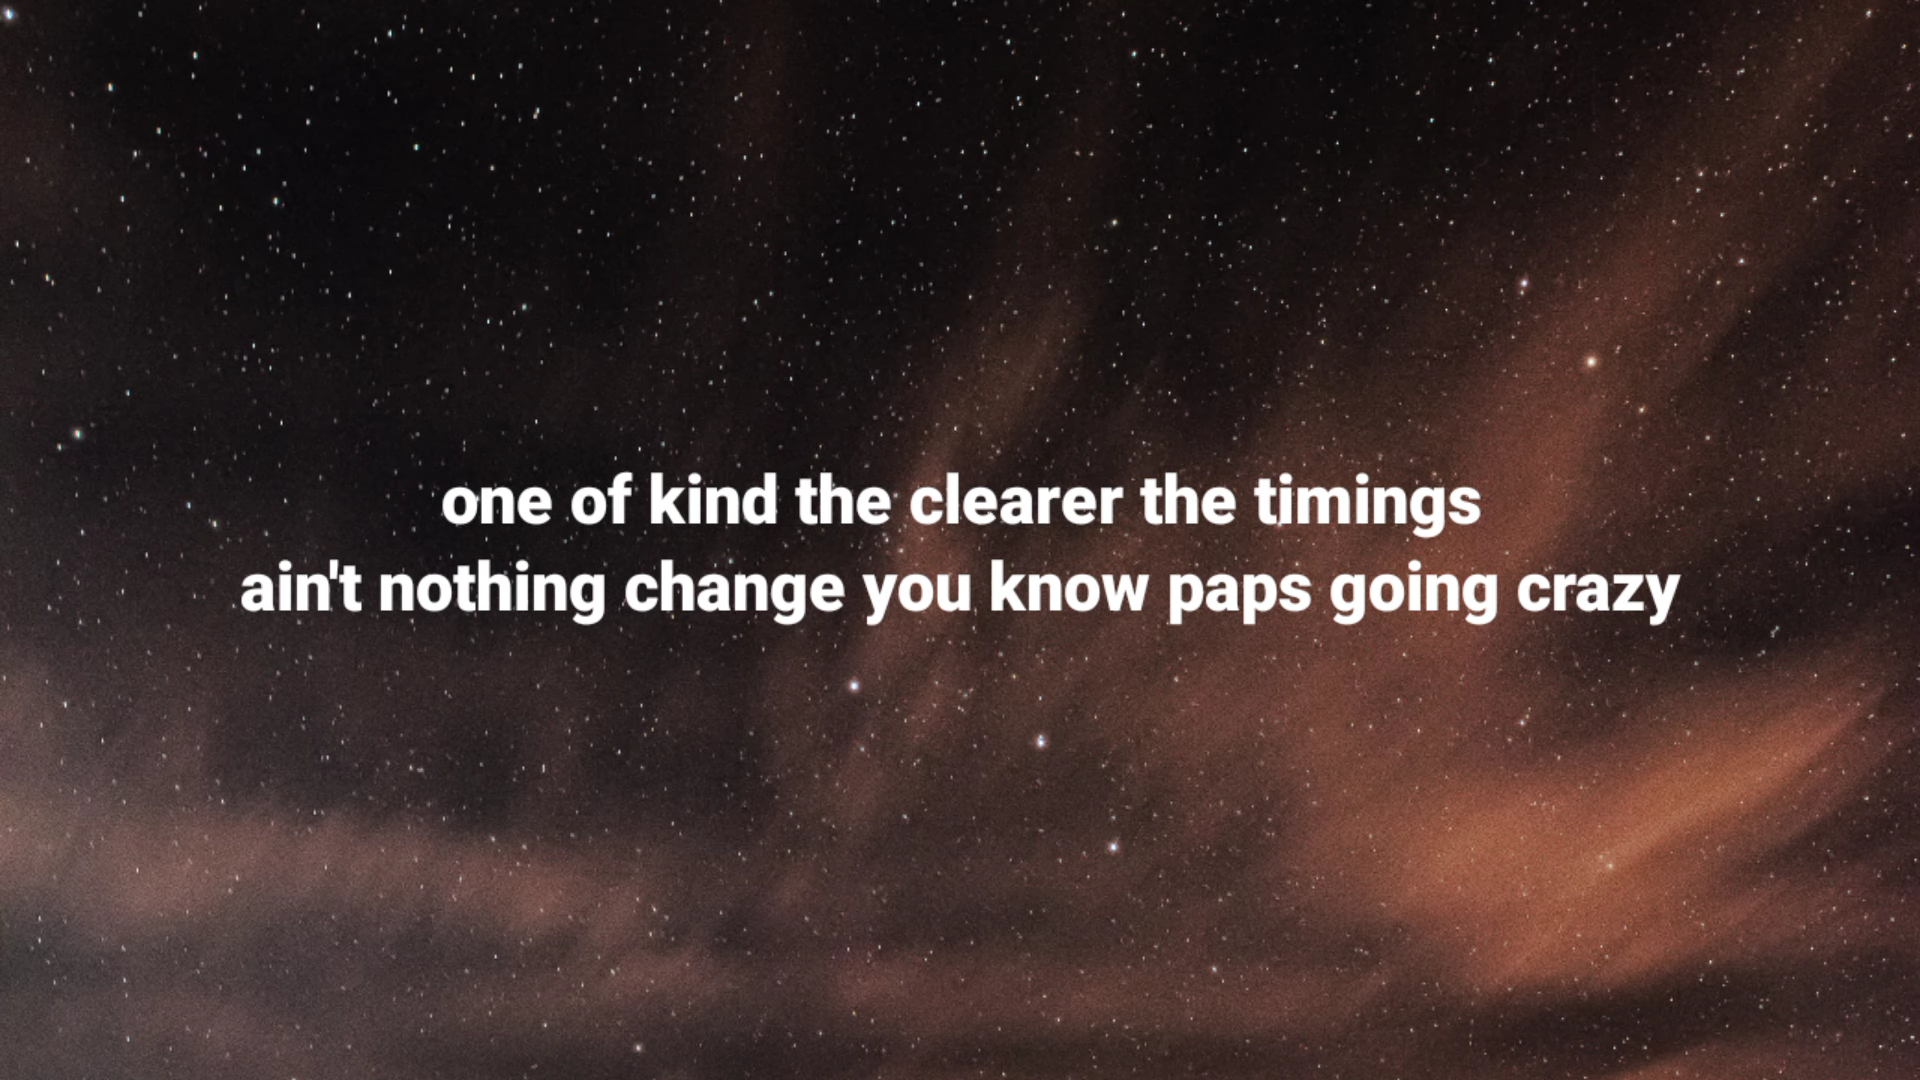 one of kind the clearer the timings
ain't nothing change you know paps going crazy